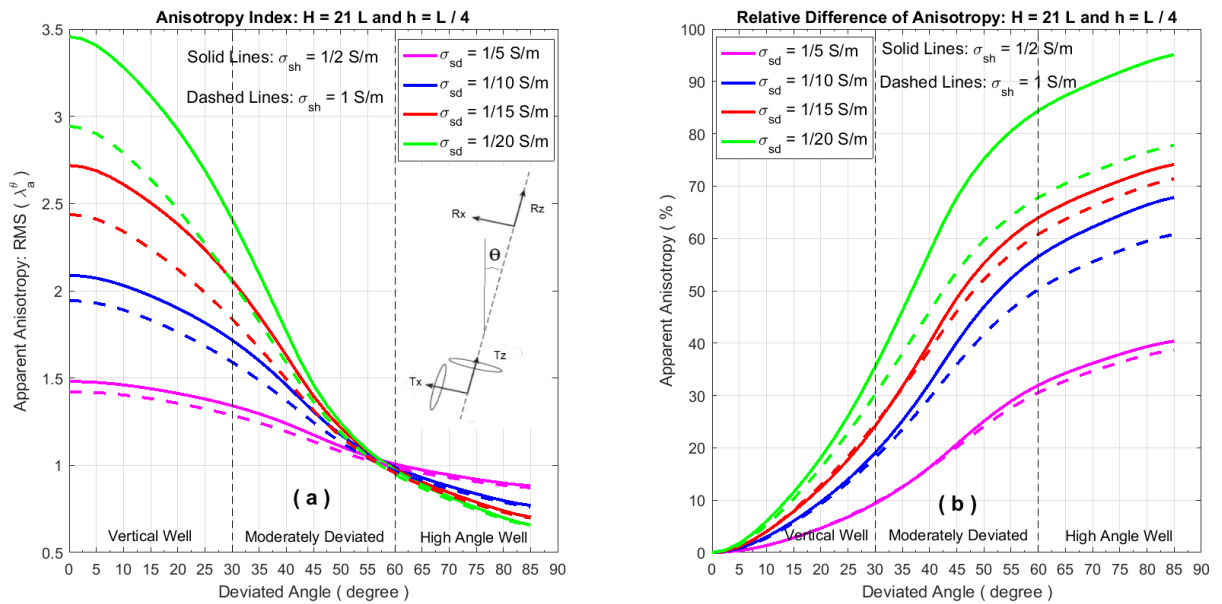 Anisotropy Index: H = 21 L and h = L / 4
Solid Lines: σsh = 1/2 S/m
Dashed Lines: σsh = 1 S/m
σsd = 1/5 S/m
σsd = 1/10 S/m
σsd = 1/15 S/m
σsd = 1/20 S/m
Apparent Anisotropy: RMS ( λaθ )
3.5
3
2.5
2
1.5
1
0.5
Rx
Rz
Θ
Tz
Tx
( a )
Vertical Well
Moderately Deviated
High Angle Well
0 5 10 15 20 25 30 35 40 45 50 55 60 65 70 75 80 85 90
Deviated Angle ( degree )
Relative Difference of Anisotropy: H = 21 L and h = L / 4
σsd = 1/5 S/m
σsd = 1/10 S/m
σsd = 1/15 S/m
σsd = 1/20 S/m
Solid Lines: σsh = 1/2 S/m
Dashed Lines: σsh = 1 S/m
Apparent Anisotropy ( % )
100
90
80
70
60
50
40
30
20
10
0
( b )
Vertical Well
Moderately Deviated
High Angle Well
0 5 10 15 20 25 30 35 40 45 50 55 60 65 70 75 80 85 90
Deviated Angle ( degree )